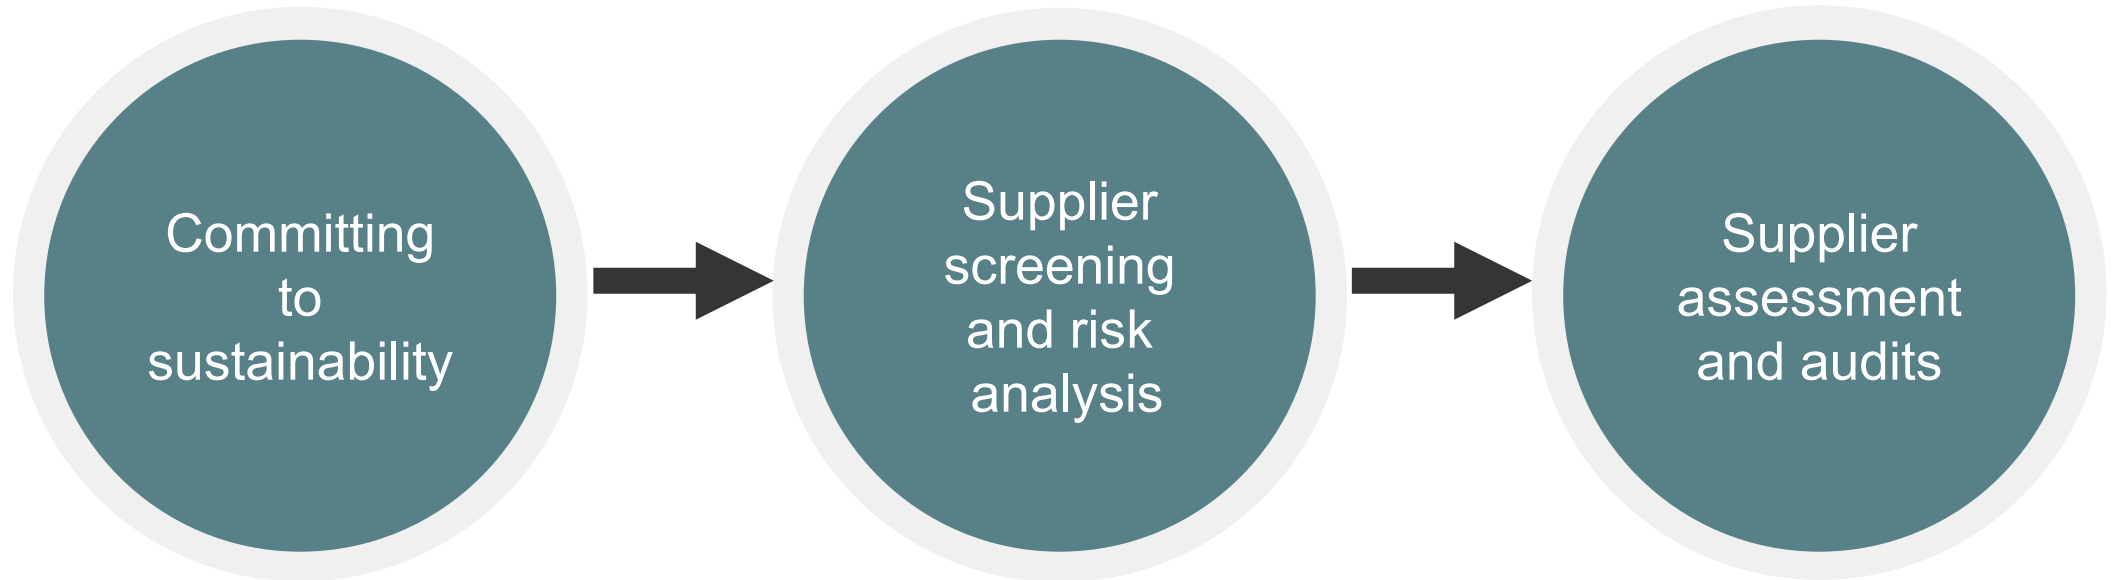 Committing
to
sustainability
Supplier
screening
and risk
analysis
Supplier
assessment
and audits